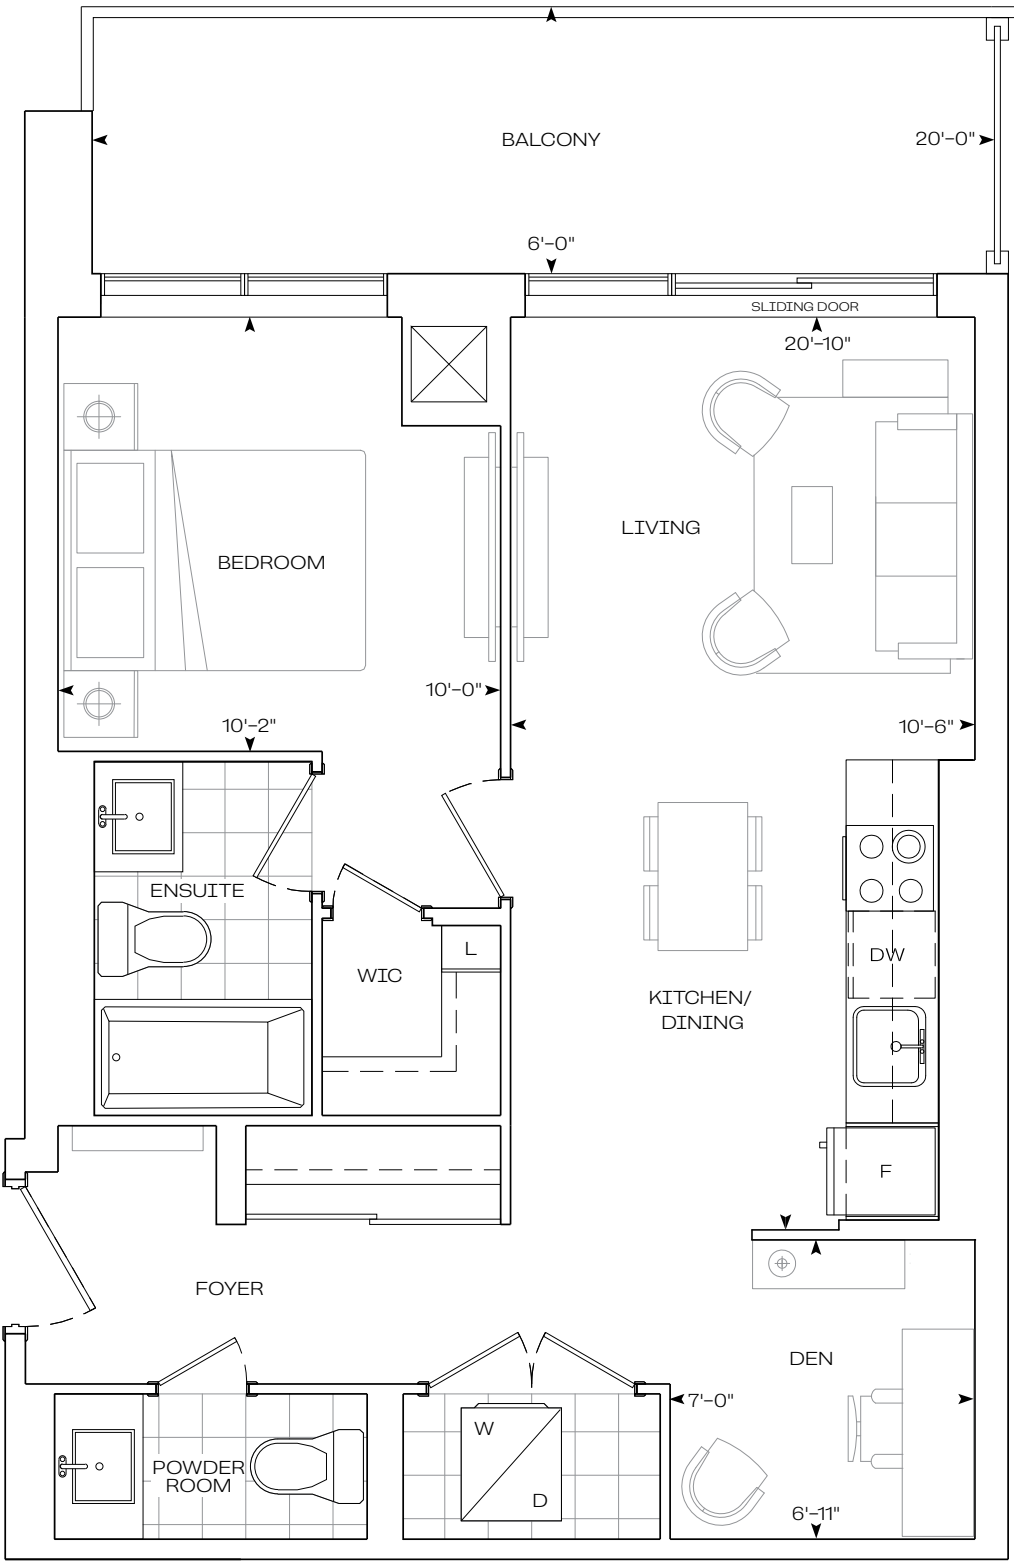 BALCONY
20'-0"
6'-0"
SLIDING DOOR
20'-10"
LIVING
BEDROOM
10'-0"
10'-2"
10'-6"
ENSUITE
DW
L
WIC
KITCHEN/
DINING
F
FOYER
DEN
7'-0"
W
POWDER
ROOM
D
6'-11"